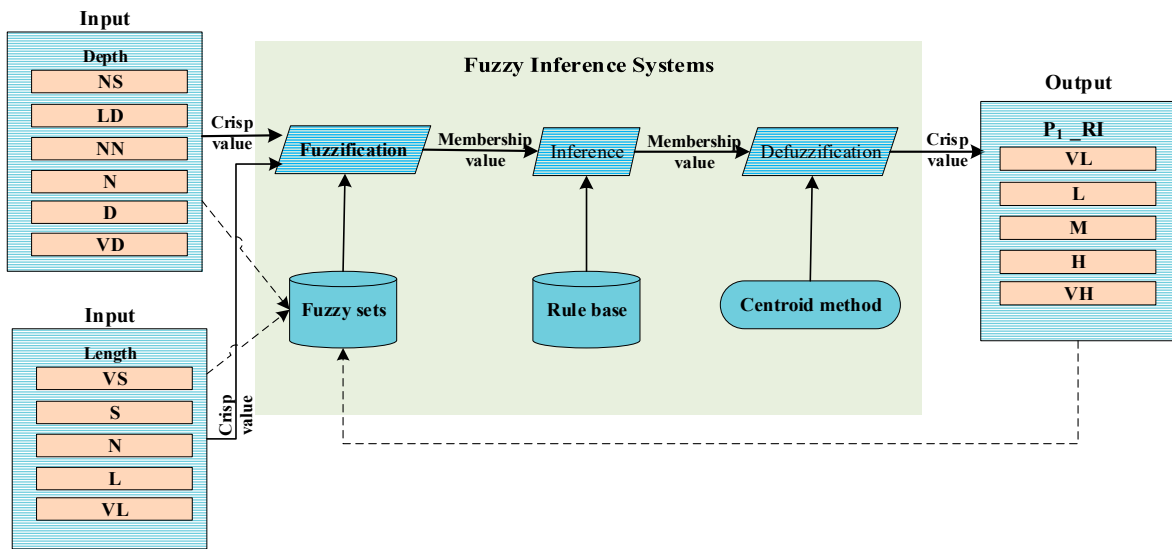 Input
Depth
NS
LD
NN
N
D
VD
Input
Length
VS
S
N
L
VL
Crisp
value
Crisp
value
Fuzzy Inference Systems
Fuzzification
Membership
value
Inference
Membership
value
Defuzzification
Crisp
value
Fuzzy sets
Rule base
Centroid method
Output
P₁ _RI
VL
L
M
H
VH